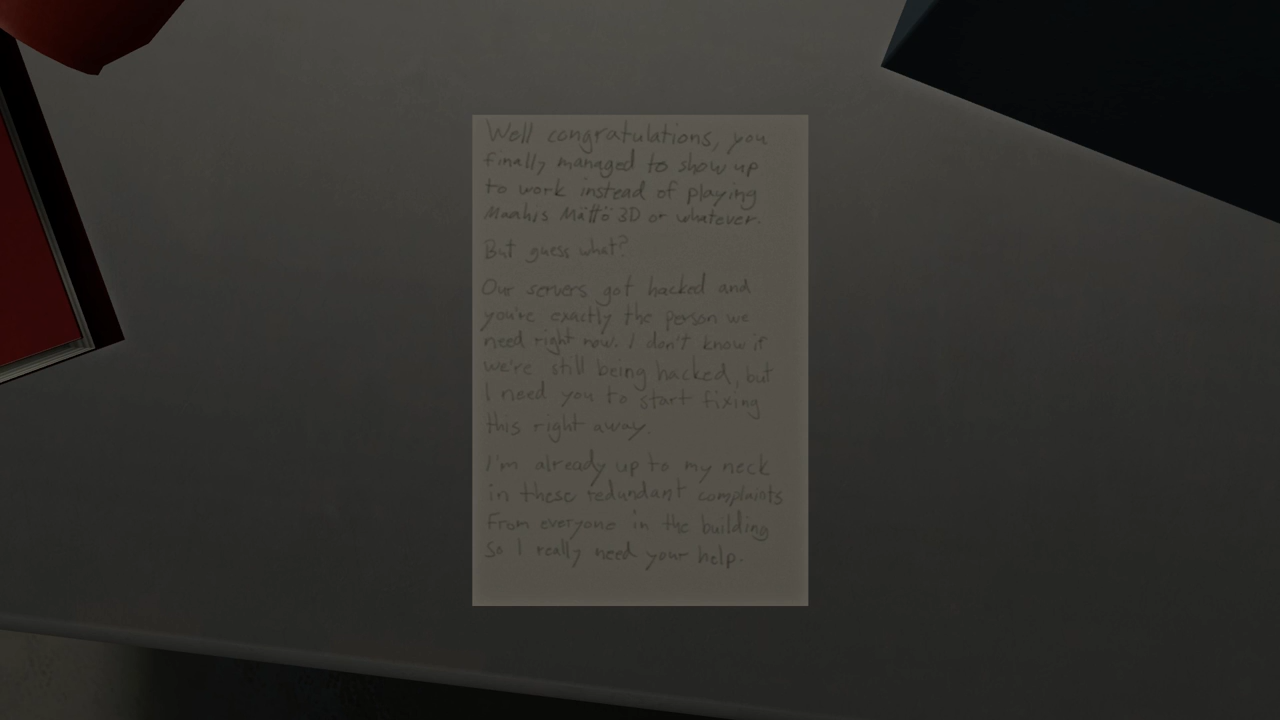 Well congratulations, you
finally managed to show up
to work instead of playing
Maahis Mättö 3D or whatever.
But guess what?
Our servers got hacked and
you're exactly the person we
need right now. I don't know if
we're still being hacked, but
I need you to start fixing
this right away.
I'm already up to my neck
in these redundant complaints
From everyone in the building
So I really need your help.